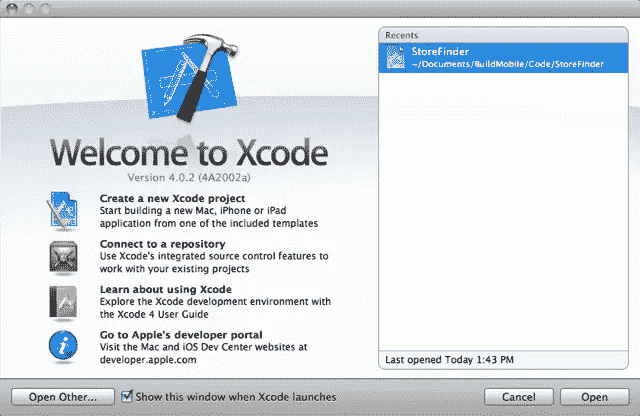 Welcome to Xcode
Version 4.0.2 (4A2002a)
Create a new Xcode project
Start building a new Mac, iPhone or iPad
application from one of the included templates
Connect to a repository
Use Xcode's integrated source control features to
work with your existing projects
Learn about using Xcode
Explore the Xcode development environment with
the Xcode 4 User Guide
Go to Apple's developer portal
Visit the Mac and iOS Dev Center websites at
developer.apple.com
Recents
StoreFinder
~/Documents/BuildMobile/Code/StoreFinder
Last opened Today 1:43 PM
Open Other...
Show this window when Xcode launches
Cancel
Open